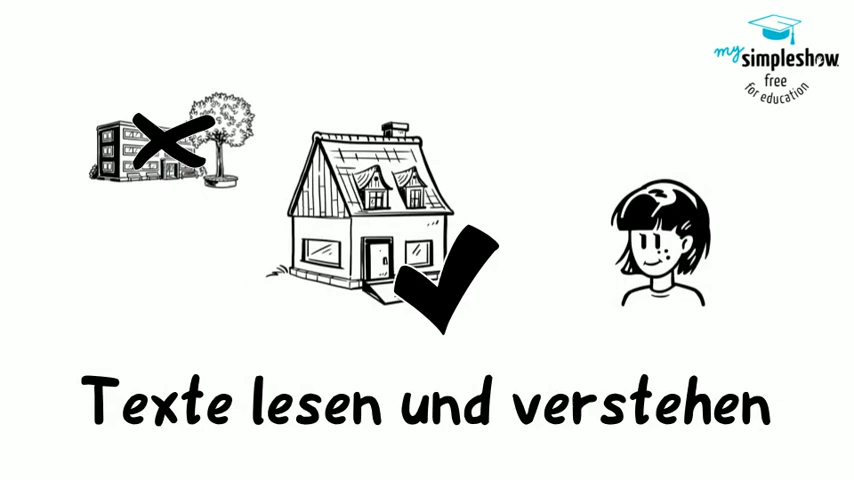 my
simpleshow
free
for education
Texte lesen und verstehen